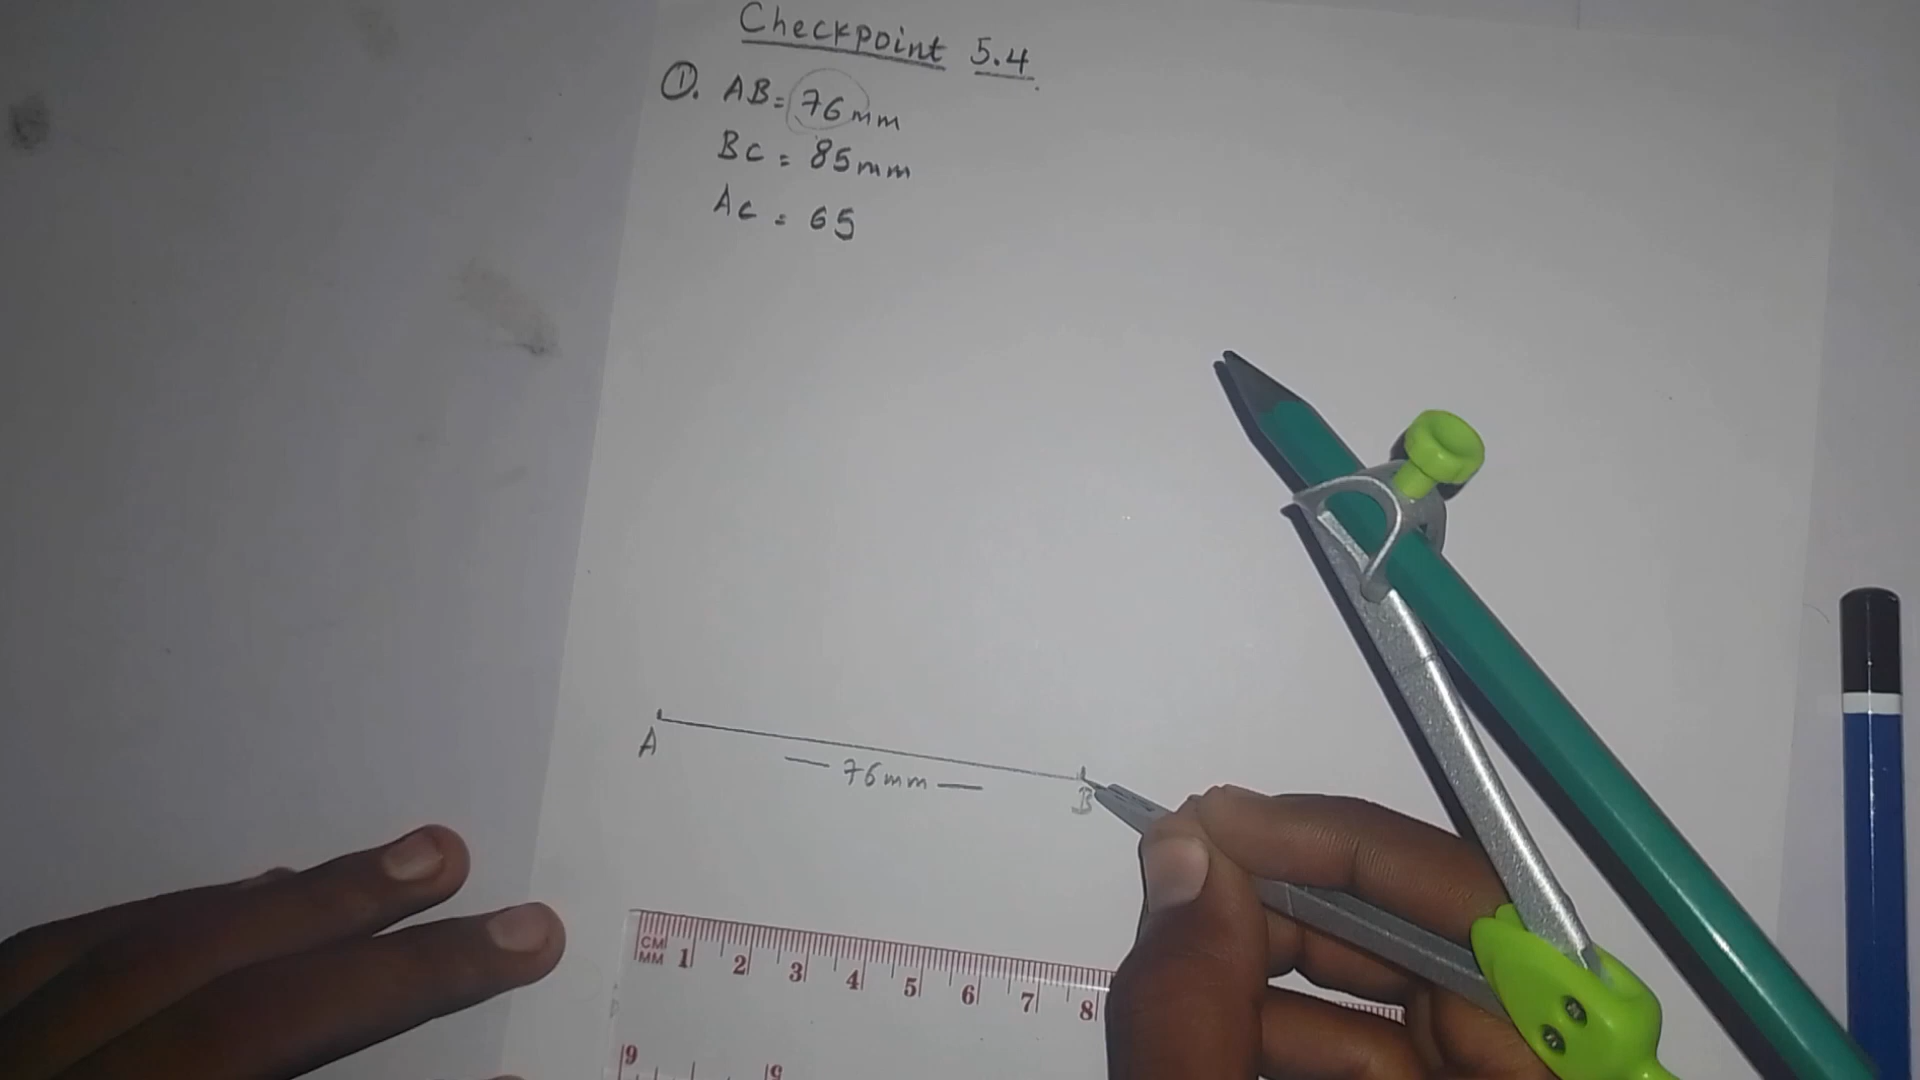 Checkpoint 5.4
①. AB = 76mm
BC = 85mm
AC = 65
A
— 76mm —
B
CM 1 2 3 4 5 6 7 8
MM
9